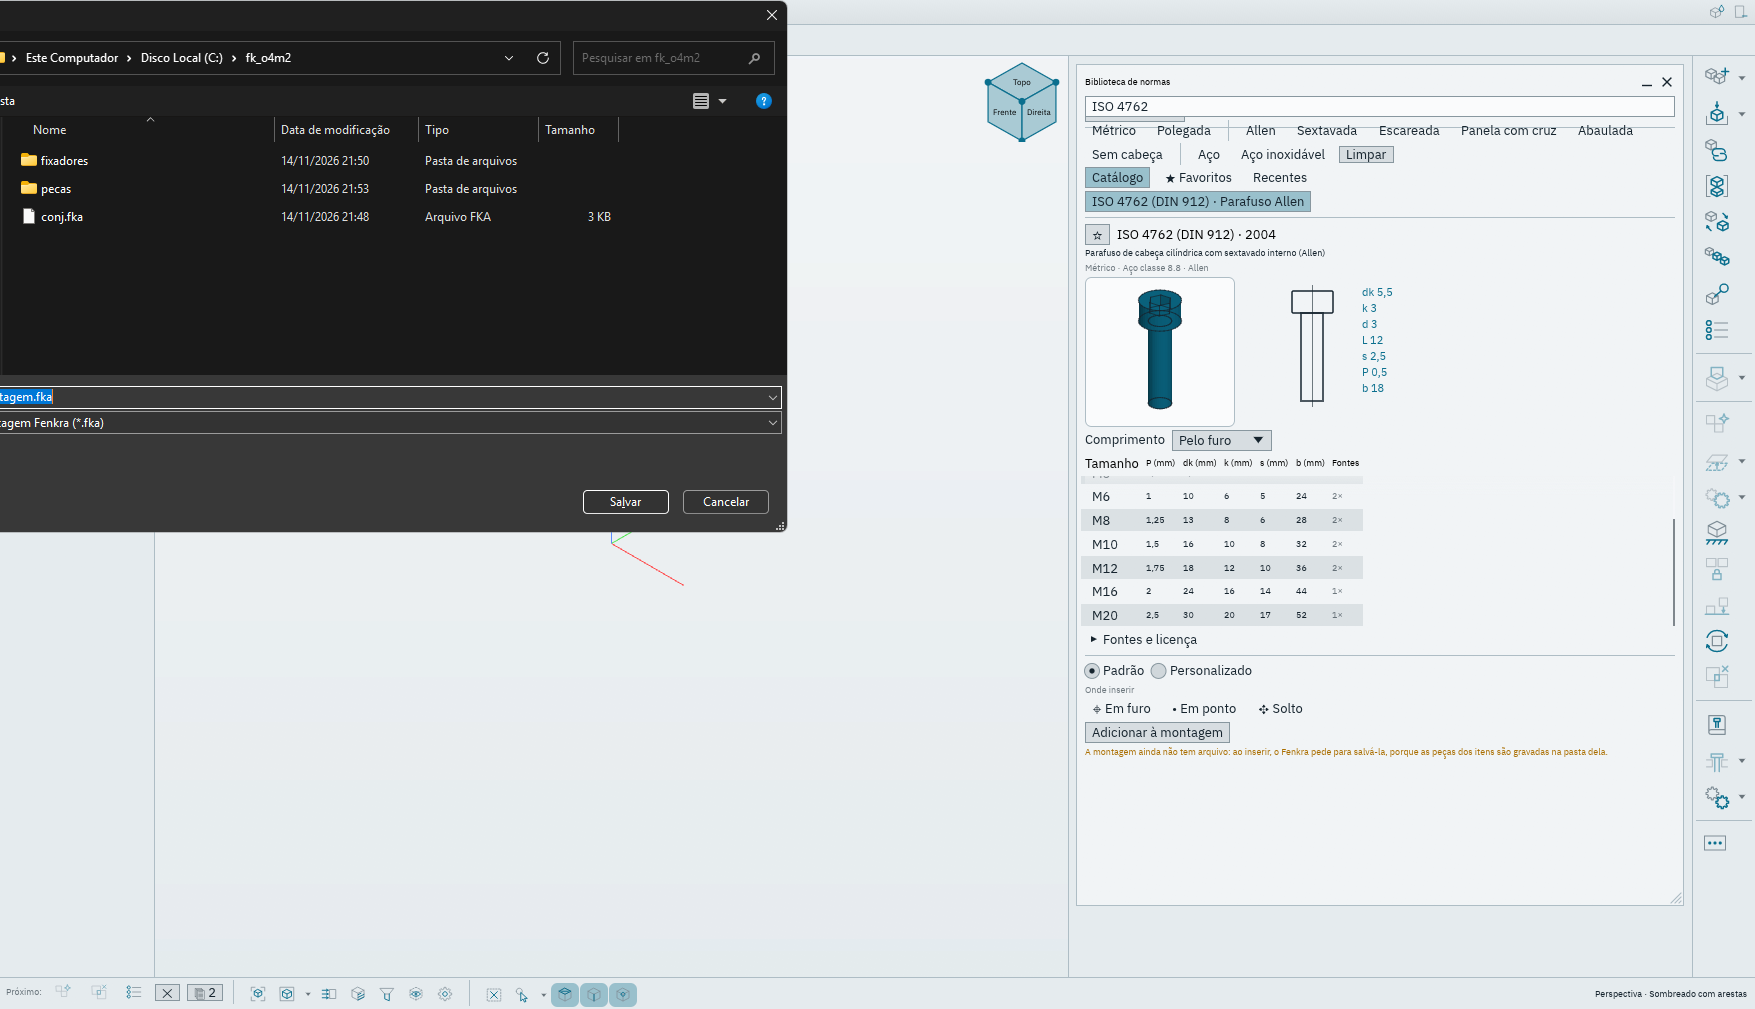 Este Computador > Disco Local (C:) > fk_o4m2
Pesquisar em fk_o4m2
sta
Nome Data de modificação Tipo Tamanho
fixadores 14/11/2026 21:50 Pasta de arquivos
pecas 14/11/2026 21:53 Pasta de arquivos
conj.fka 14/11/2026 21:48 Arquivo FKA 3 KB
tagem.fka
agem Fenkra (*.fka)
Salvar Cancelar
Topo
Frente Direita
Biblioteca de normas
ISO 4762
Métrico Polegada Allen Sextavada Escareada Panela com cruz Abaulada
Sem cabeça Aço Aço inoxidável Limpar
Catálogo ★ Favoritos Recentes
ISO 4762 (DIN 912) · Parafuso Allen
☆ ISO 4762 (DIN 912) · 2004
Parafuso de cabeça cilíndrica com sextavado interno (Allen)
Métrico · Aço classe 8.8 · Allen
dk 5,5
k 3
d 3
L 12
s 2,5
P 0,5
b 18
Comprimento Pelo furo
Tamanho P (mm) dk (mm) k (mm) s (mm) b (mm) Fontes
M6 1 10 6 5 24 2×
M8 1,25 13 8 6 28 2×
M10 1,5 16 10 8 32 2×
M12 1,75 18 12 10 36 2×
M16 2 24 16 14 44 1×
M20 2,5 30 20 17 52 1×
Fontes e licença
Padrão Personalizado
Onde inserir
Em furo Em ponto Solto
Adicionar à montagem
A montagem ainda não tem arquivo: ao inserir, o Fenkra pede para salvá-la, porque as peças dos itens são gravadas na pasta dela.
Próximo: 2
Perspectiva · Sombreado com arestas